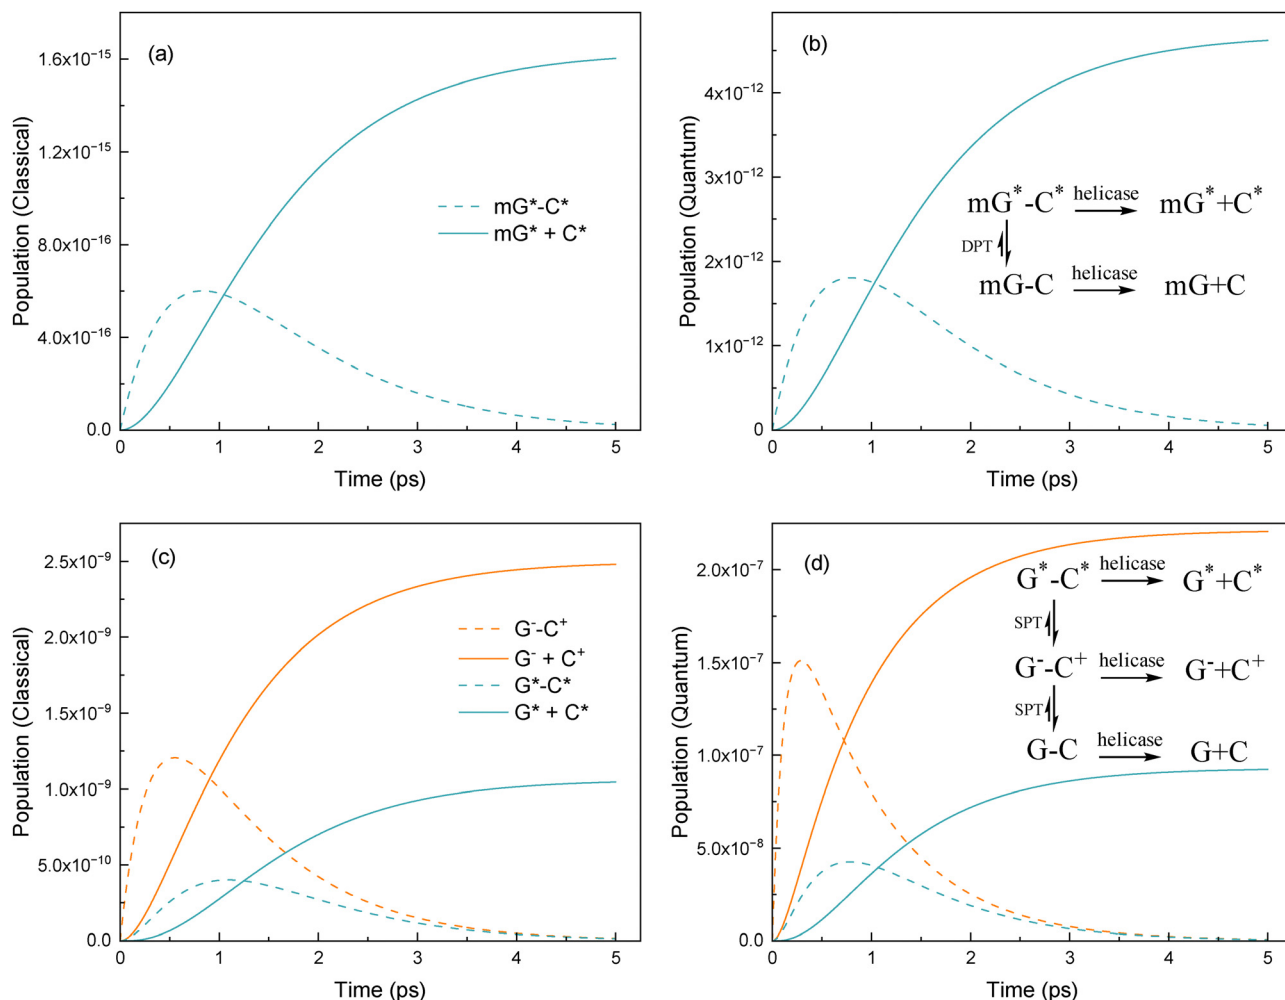 (a)
Population (Classical)
1.6x10⁻¹⁵
1.2x10⁻¹⁵
8.0x10⁻¹⁶
4.0x10⁻¹⁶
0.0
mG*-C*
mG* + C*
0 1 2 3 4 5
Time (ps)
(b)
Population (Quantum)
4x10⁻¹²
3x10⁻¹²
2x10⁻¹²
1x10⁻¹²
0
mG*-C* helicase mG*+C*
DPT
mG-C helicase mG+C
0 1 2 3 4 5
Time (ps)
(c)
Population (Classical)
2.5x10⁻⁹
2.0x10⁻⁹
1.5x10⁻⁹
1.0x10⁻⁹
5.0x10⁻¹⁰
0.0
G⁻-C⁺
G⁻ + C⁺
G*-C*
G* + C*
0 1 2 3 4 5
Time (ps)
(d)
Population (Quantum)
2.0x10⁻⁷
1.5x10⁻⁷
1.0x10⁻⁷
5.0x10⁻⁸
0.0
G*-C* helicase G*+C*
SPT
G⁻-C⁺ helicase G⁻+C⁺
SPT
G-C helicase G+C
0 1 2 3 4 5
Time (ps)